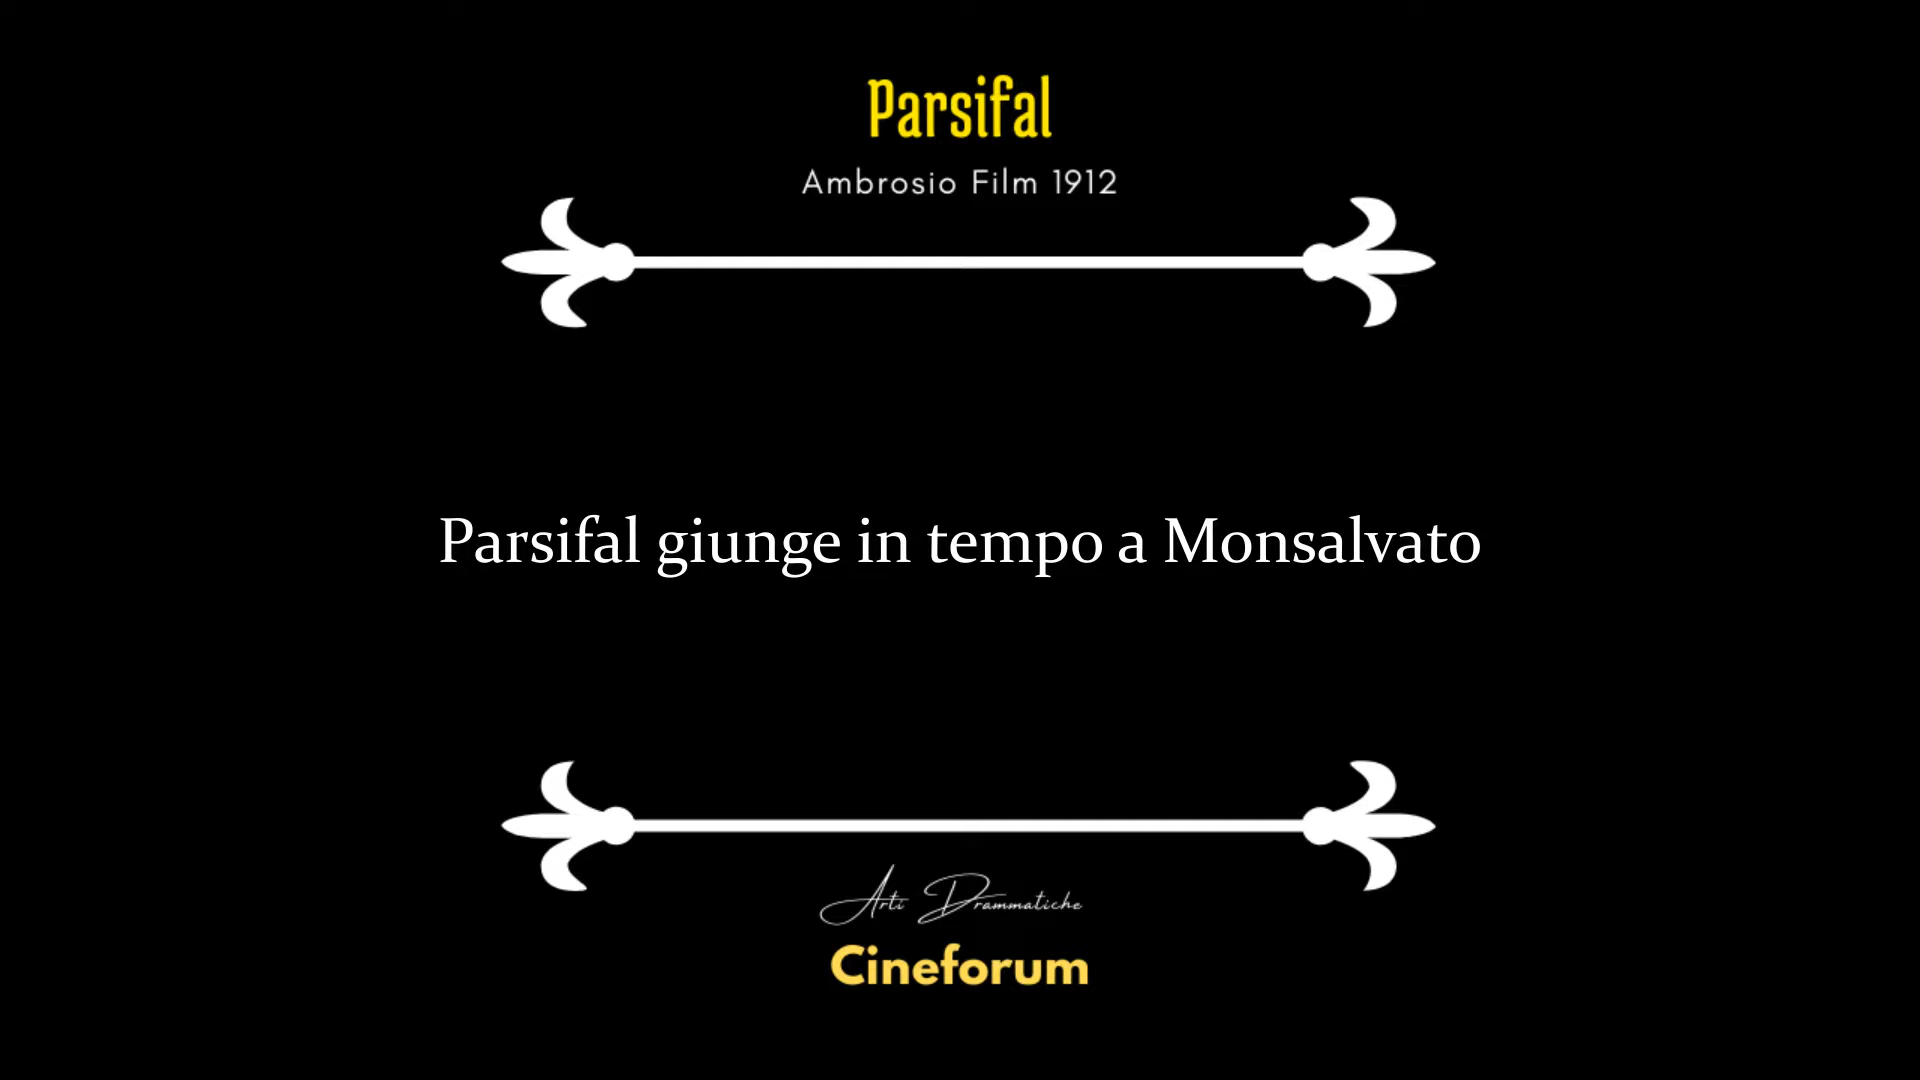 Parsifal
Ambrosio Film 1912
Parsifal giunge in tempo a Monsalvato
Arti Drammatiche
Cineforum